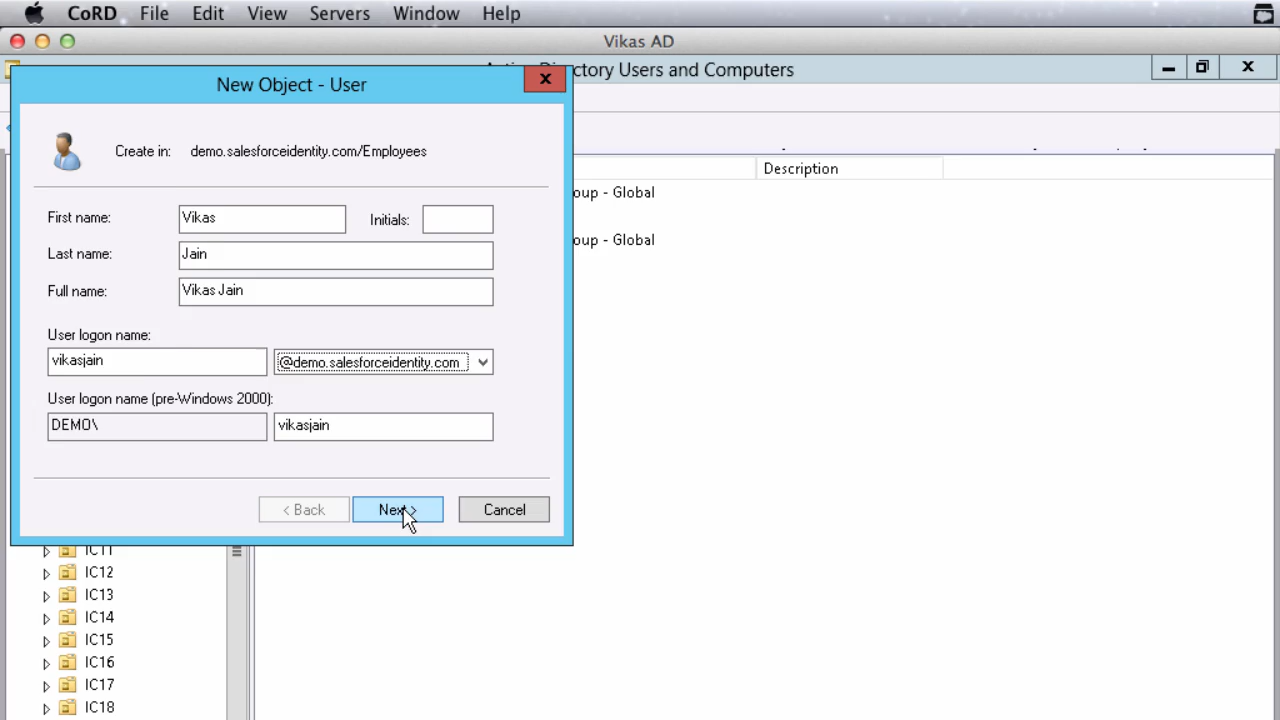 CoRD File Edit View Servers Window Help
Vikas AD
Directory Users and Computers
New Object - User
Create in: demo.salesforceidentity.com/Employees
Description
oup - Global
First name: Vikas Initials:
oup - Global
Last name: Jain
Full name: Vikas Jain
User logon name:
vikasjain @demo.salesforceidentity.com
User logon name (pre-Windows 2000):
DEMO\ vikasjain
< Back Next > Cancel
IC11
IC12
IC13
IC14
IC15
IC16
IC17
IC18